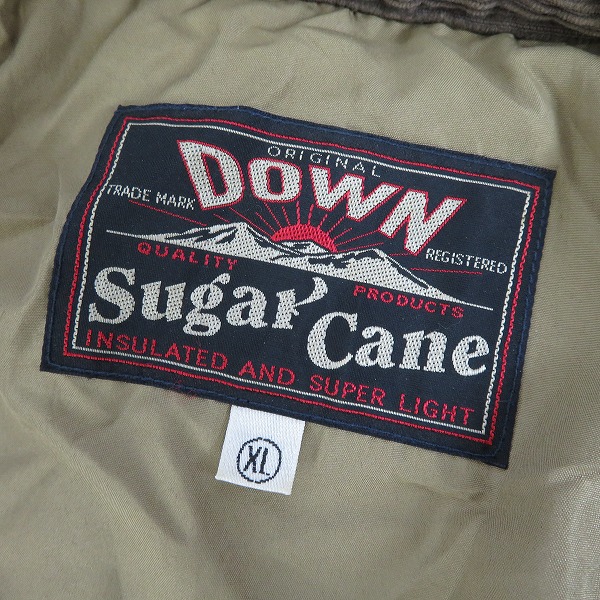 ORIGINAL
DOWN
TRADE MARK
REGISTERED
QUALITY PRODUCTS
Sugar Cane
INSULATED AND SUPER LIGHT
XL